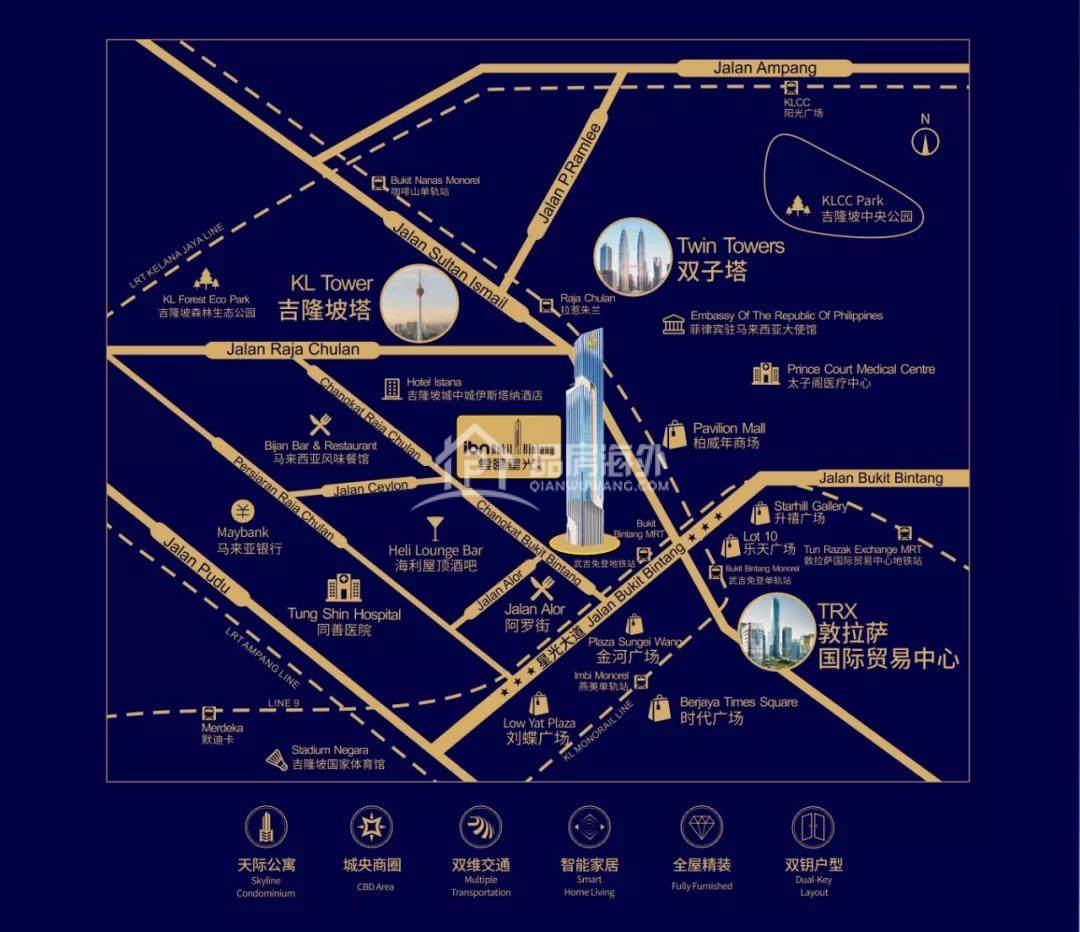 Jalan Ampang
KLCC
阳光广场
N
Bukit Nanas Monorel
咖啡山单轨站
Jalan P.Ramlee
KLCC Park
吉隆坡中央公园
LRT KELANA JAYA LINE
Jalan Sultan Ismail
Twin Towers
双子塔
KL Tower
吉隆坡塔
KL Forest Eco Park
吉隆坡森林生态公园
Raja Chulan
拉惹朱兰
Embassy Of The Republic Of Philippines
菲律宾驻马来西亚大使馆
Jalan Raja Chulan
Prince Court Medical Centre
太子阁医疗中心
Hotel Istana
吉隆坡城中城伊斯塔纳酒店
Changkat Raja Chulan
Bijan Bar & Restaurant
马来西亚风味餐馆
ibn Bukit Bintang
星光
品房海外
QIANWUWANG.COM
Pavilion Mall
柏威年商场
Persiaran Raja Chulan
Jalan Ceylon
Jalan Bukit Bintang
Changkat Bukit Bintang
Starhill Gallery
升禧广场
Maybank
马来亚银行
Heli Lounge Bar
海利屋顶酒吧
Bukit
Bintang MRT
武吉免登地铁站
Lot 10
乐天广场
Tun Razak Exchange MRT
敦拉萨国际贸易中心地铁站
Bukit Bintang Monorel
武吉免登单轨站
Jalan Pudu
Tung Shin Hospital
同善医院
Jalan Alor
Jalan Alor
阿罗街
星光大道 Jalan Bukit Bintang
TRX
敦拉萨
国际贸易中心
Plaza Sungei Wang
金河广场
LRT AMPANG LINE
Imbi Monorel
燕美单轨站
LINE 9
Merdeka
默迪卡
Low Yat Plaza
刘蝶广场
Berjaya Times Square
时代广场
KL MONORAIL LINE
Stadium Negara
吉隆坡国家体育馆
天际公寓
Skyline
Condominium
城央商圈
CBD Area
双维交通
Multiple
Transportation
智能家居
Smart
Home Living
全屋精装
Fully Furnished
双钥户型
Dual-Key
Layout